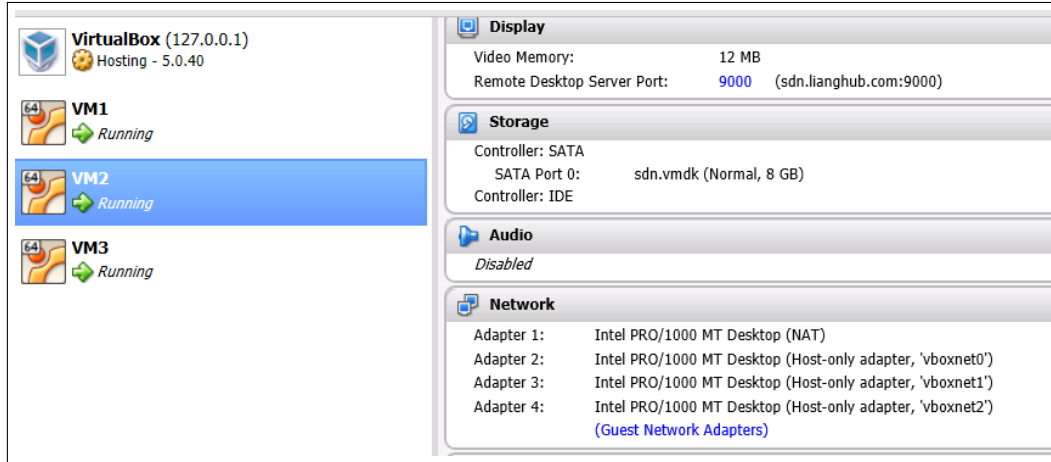 VirtualBox (127.0.0.1)
Hosting - 5.0.40
64 VM1
Running
64 VM2
Running
64 VM3
Running
Display
Video Memory: 12 MB
Remote Desktop Server Port: 9000 (sdn.lianghub.com:9000)
Storage
Controller: SATA
SATA Port 0: sdn.vmdk (Normal, 8 GB)
Controller: IDE
Audio
Disabled
Network
Adapter 1: Intel PRO/1000 MT Desktop (NAT)
Adapter 2: Intel PRO/1000 MT Desktop (Host-only adapter, 'vboxnet0')
Adapter 3: Intel PRO/1000 MT Desktop (Host-only adapter, 'vboxnet1')
Adapter 4: Intel PRO/1000 MT Desktop (Host-only adapter, 'vboxnet2')
(Guest Network Adapters)